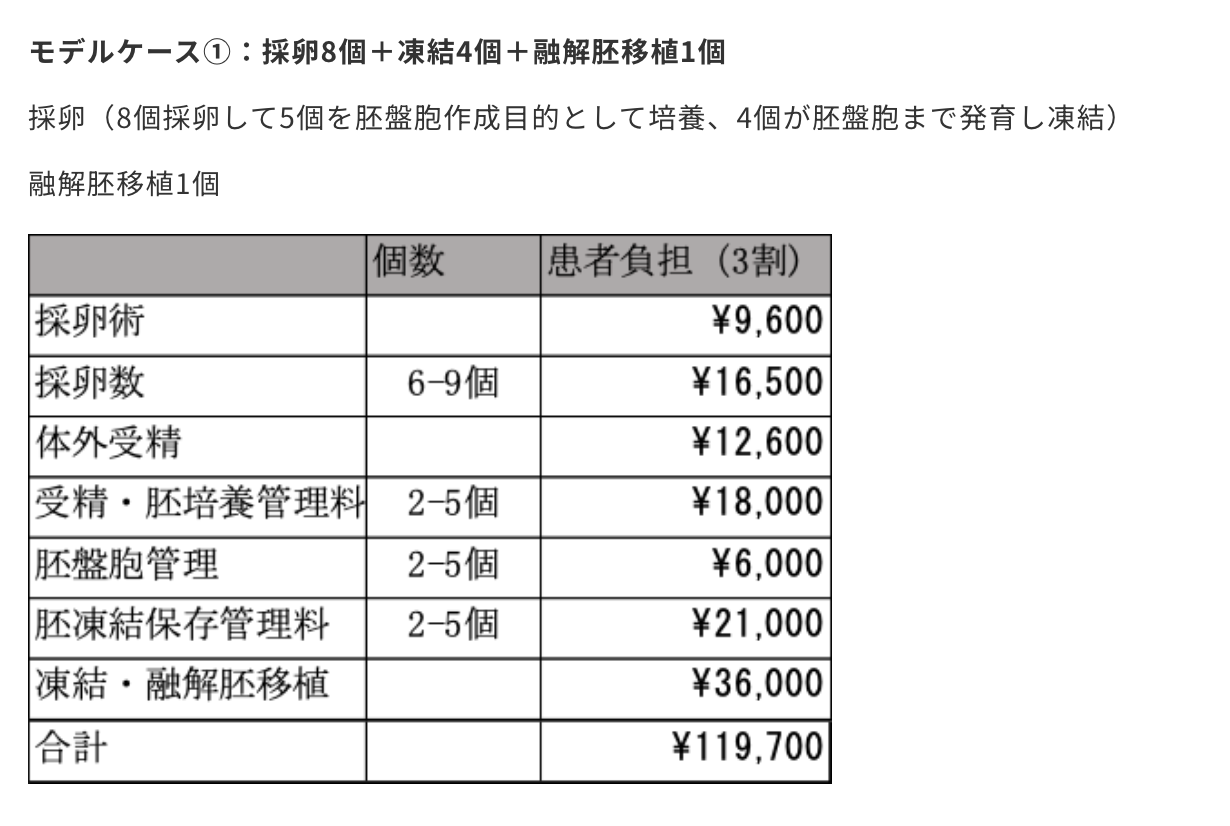 モデルケース①：採卵8個＋凍結4個＋融解胚移植1個
採卵（8個採卵して5個を胚盤胞作成目的として培養、4個が胚盤胞まで発育し凍結）
融解胚移植1個
個数 患者負担（3割）
採卵術 ¥9,600
採卵数 6−9個 ¥16,500
体外受精 ¥12,600
受精・胚培養管理料 2−5個 ¥18,000
胚盤胞管理 2−5個 ¥6,000
胚凍結保存管理料 2−5個 ¥21,000
凍結・融解胚移植 ¥36,000
合計 ¥119,700